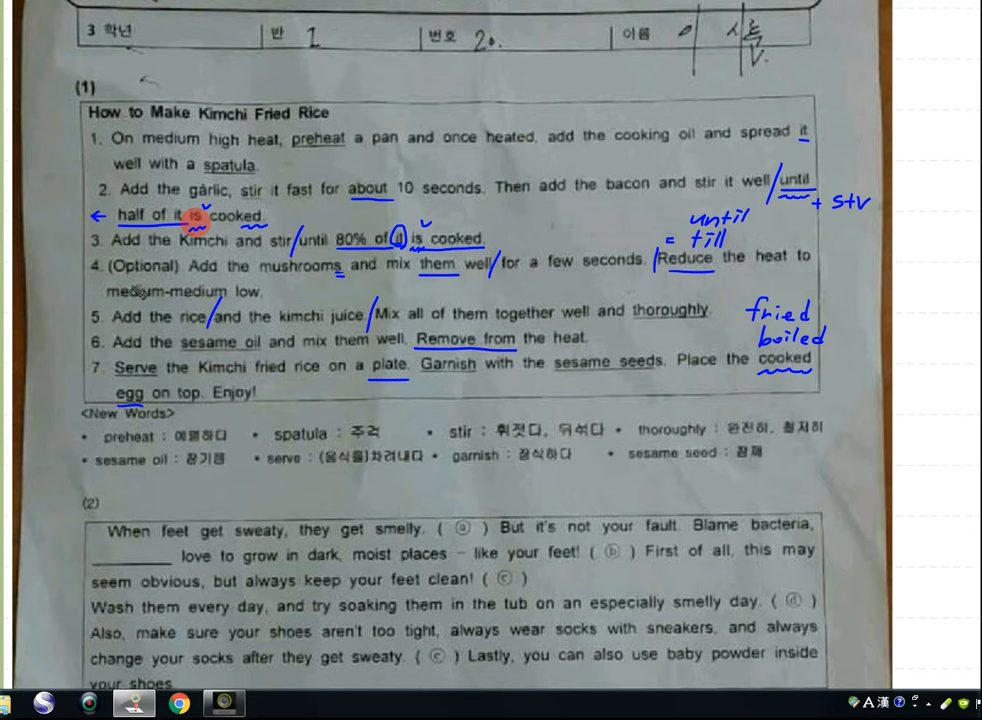 3 학년 반 1 번호 20. 이름
(1)
How to Make Kimchi Fried Rice
1. On medium high heat, preheat a pan and once heated, add the cooking oil and spread it
well with a spatula.
2. Add the garlic, stir it fast for about 10 seconds. Then add the bacon and stir it well/until
+ s+v
← half of it is cooked.
until
3. Add the Kimchi and stir/until 80% of it is cooked.
= till
4. (Optional) Add the mushrooms and mix them well/for a few seconds. /Reduce the heat to
medium-medium low.
5. Add the rice/and the kimchi juice./Mix all of them together well and thoroughly.
fried
6. Add the sesame oil and mix them well. Remove from the heat.
boiled
7. Serve the Kimchi fried rice on a plate. Garnish with the sesame seeds. Place the cooked
egg on top. Enjoy!
<New Words>
• preheat : 예열하다 • spatula : 주걱 • stir : 휘젓다, 뒤섞다 • thoroughly : 완전히, 철저히
• sesame oil : 참기름 • serve : (음식을)차려내다 • garnish : 장식하다 • sesame seed : 참깨
(2)
When feet get sweaty, they get smelly. ( ⓐ ) But it's not your fault. Blame bacteria,
________ love to grow in dark, moist places – like your feet! ( ⓑ ) First of all, this may
seem obvious, but always keep your feet clean! ( ⓒ )
Wash them every day, and try soaking them in the tub on an especially smelly day. ( ⓓ )
Also, make sure your shoes aren't too tight, always wear socks with sneakers, and always
change your socks after they get sweaty. ( ⓔ ) Lastly, you can also use baby powder inside
your shoes
A 漢